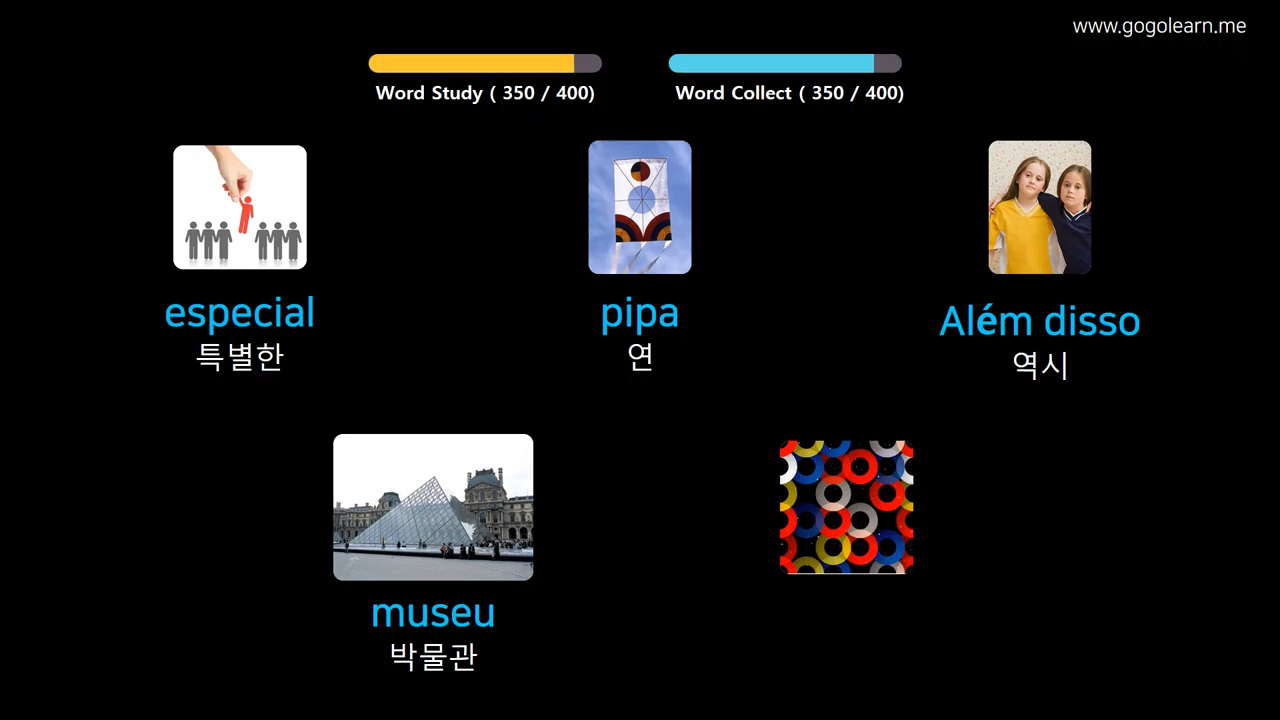 www.gogolearn.me
Word Study ( 350 / 400)
Word Collect ( 350 / 400)
especial
특별한
pipa
연
Além disso
역시
museu
박물관